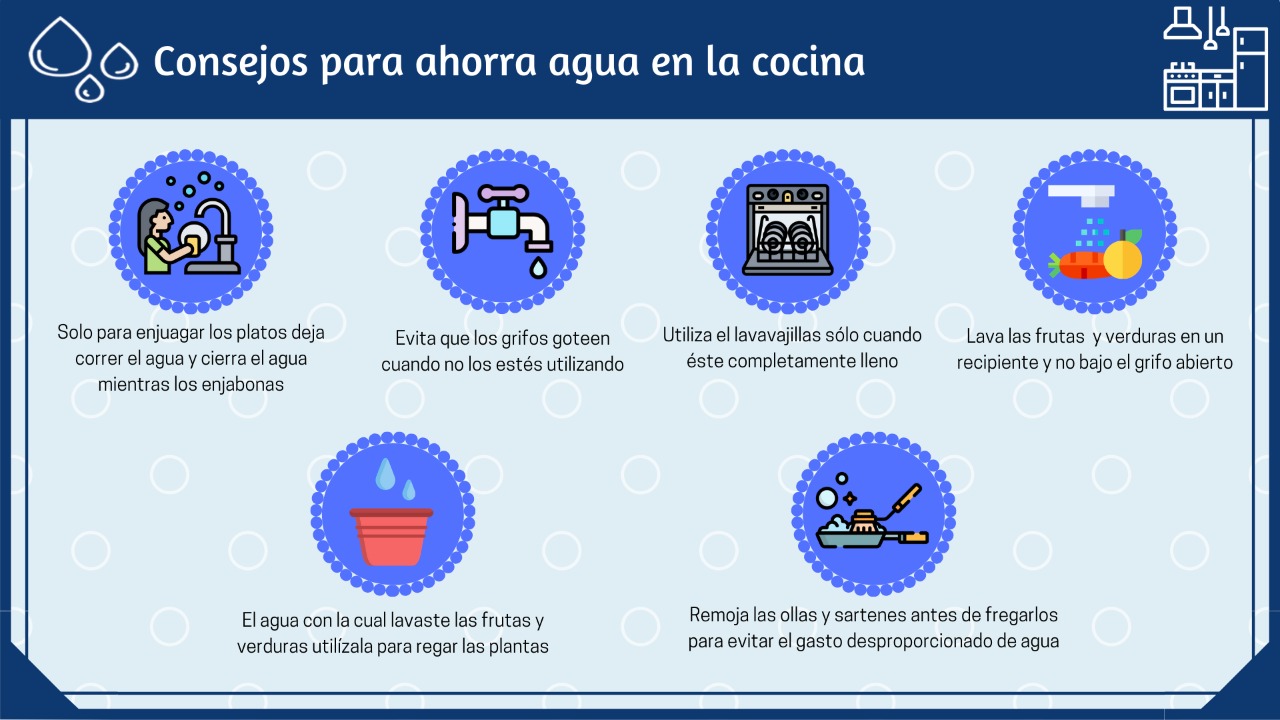 Consejos para ahorra agua en la cocina
Solo para enjuagar los platos deja
correr el agua y cierra el agua
mientras los enjabonas
Evita que los grifos goteen
cuando no los estés utilizando
Utiliza el lavavajillas sólo cuando
éste completamente lleno
Lava las frutas y verduras en un
recipiente y no bajo el grifo abierto
El agua con la cual lavaste las frutas y
verduras utilízala para regar las plantas
Remoja las ollas y sartenes antes de fregarlos
para evitar el gasto desproporcionado de agua